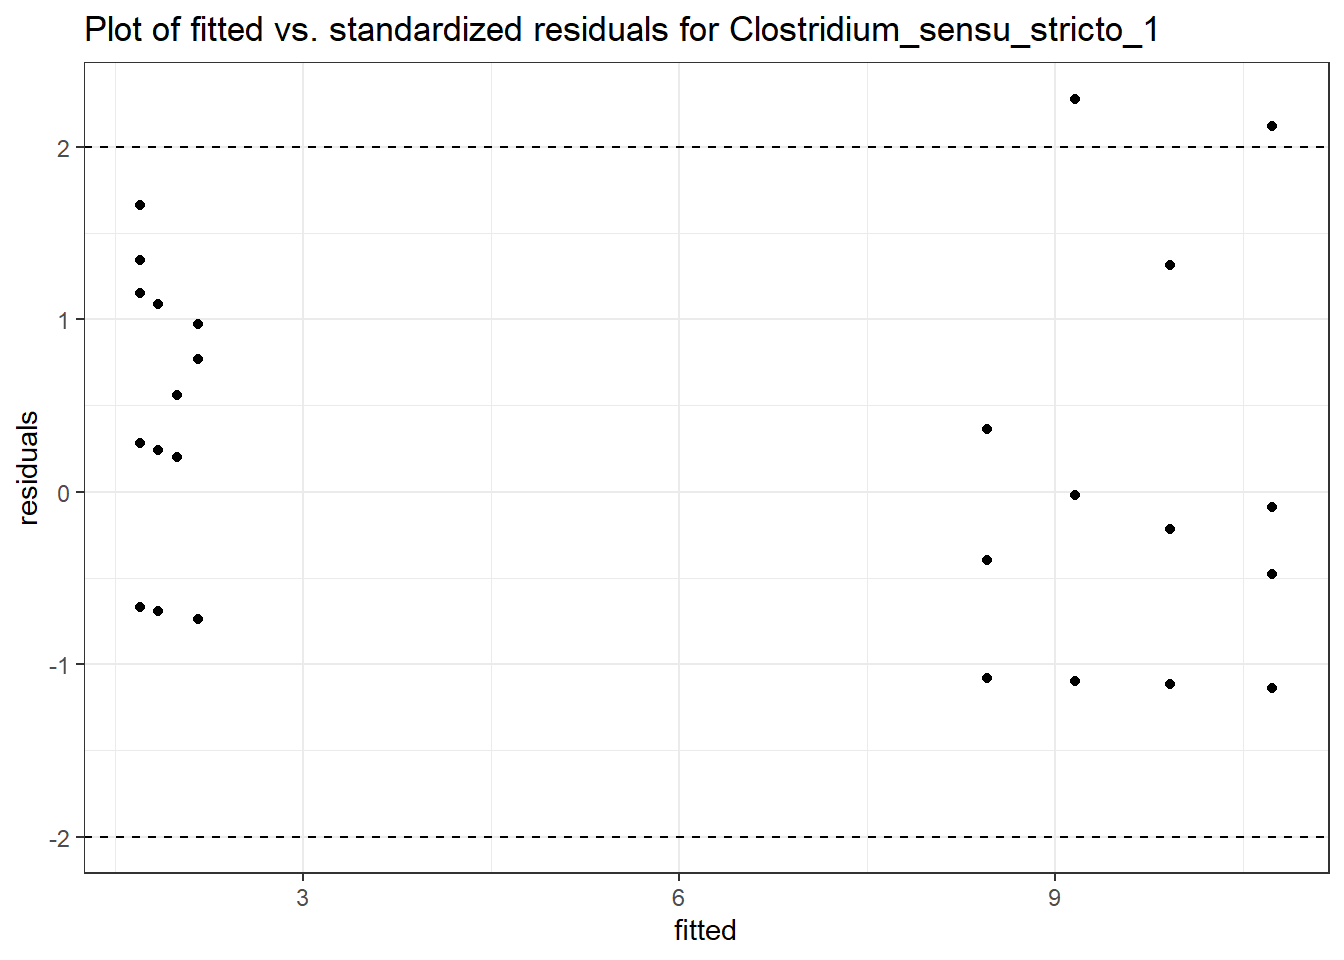 Plot of fitted vs. standardized residuals for Clostridium_sensu_stricto_1
2
1
0
-1
-2
residuals
3
6
9
fitted